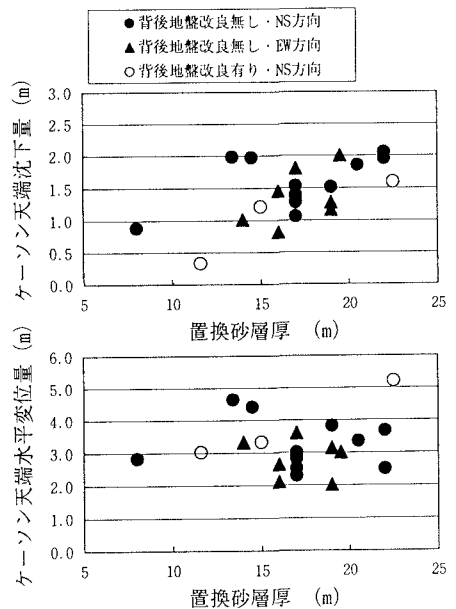 ● 背後地盤改良無し・NS方向
▲ 背後地盤改良無し・EW方向
○ 背後地盤改良有り・NS方向
ケーソン天端沈下量 (m)
3.0
2.5
2.0
1.5
1.0
0.5
0.0
5 10 15 20 25
置換砂層厚 (m)
ケーソン天端水平変位量 (m)
6.0
5.0
4.0
3.0
2.0
1.0
0.0
5 10 15 20 25
置換砂層厚 (m)